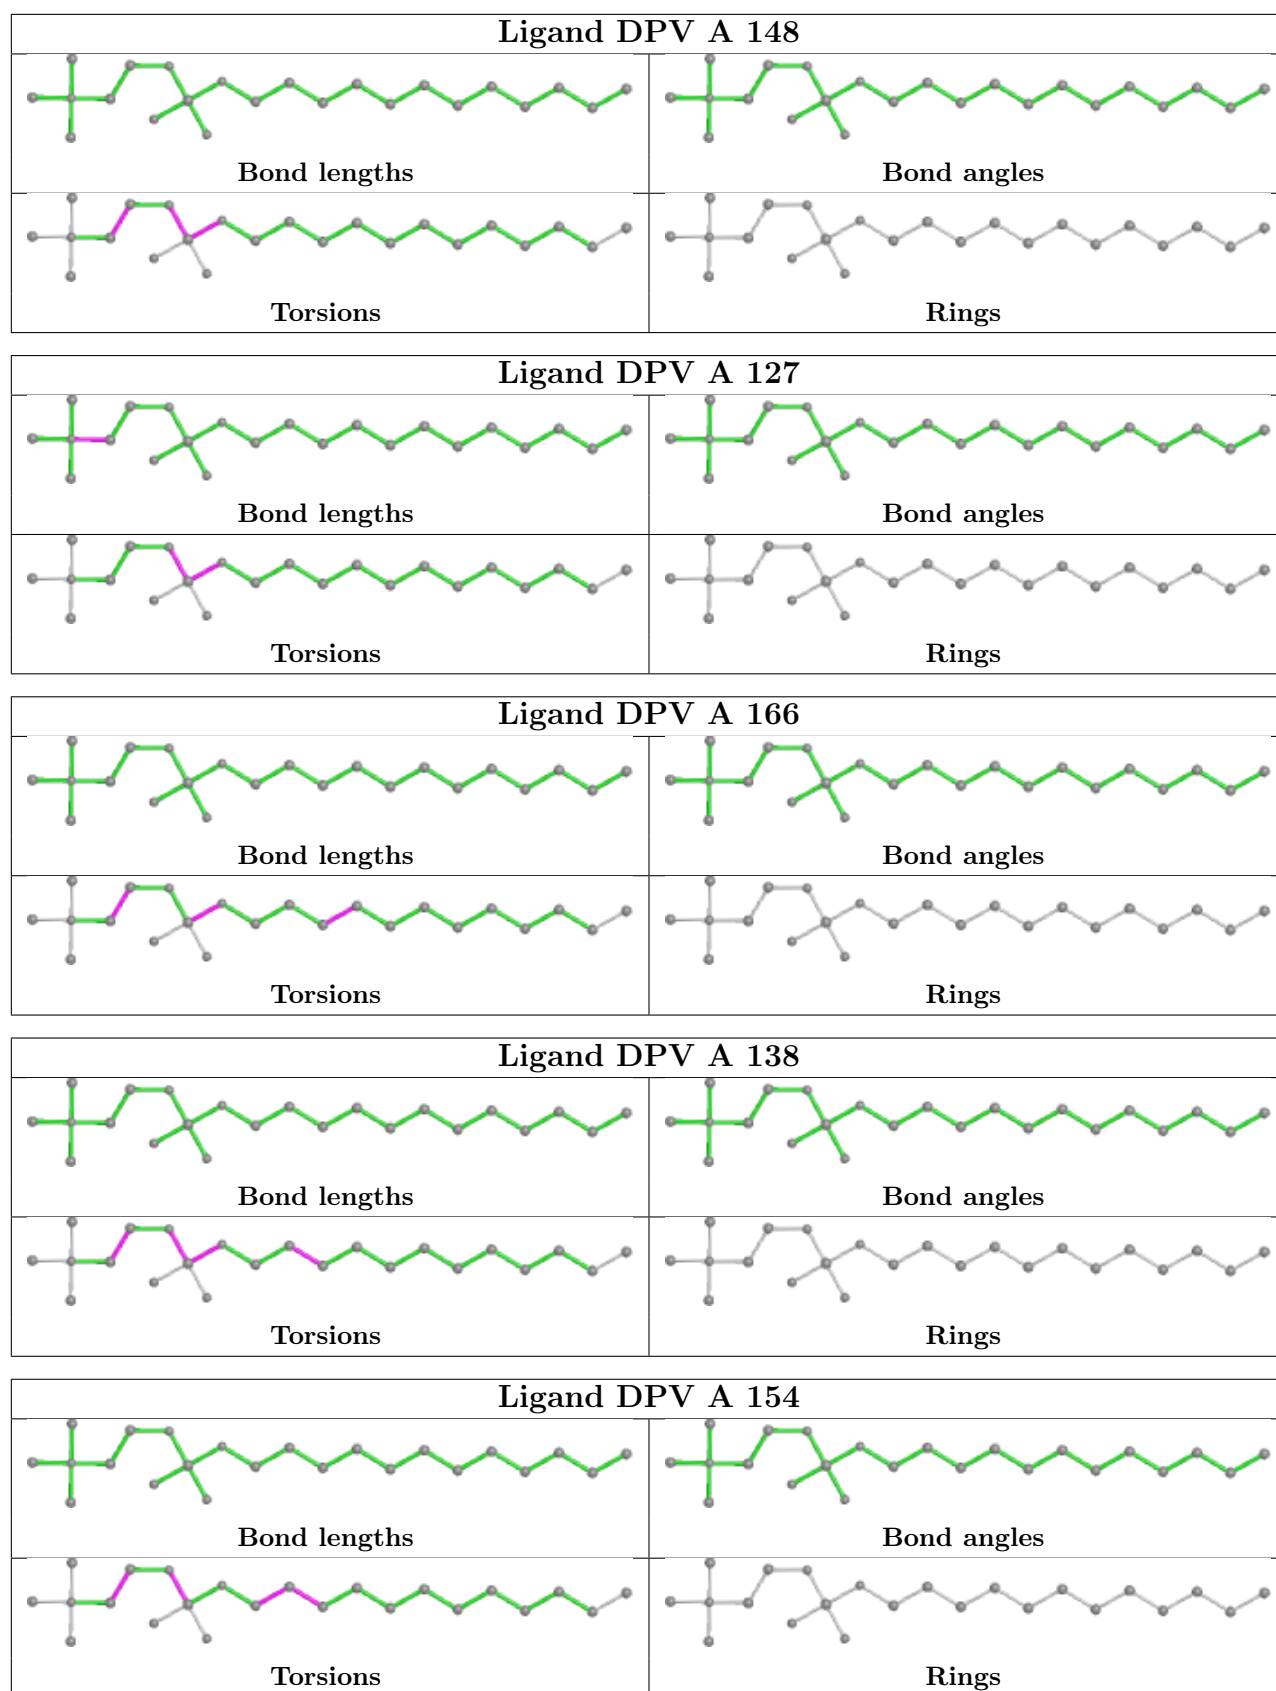 Ligand DPV A 148
Bond lengths
Bond angles
Torsions
Rings
Ligand DPV A 127
Bond lengths
Bond angles
Torsions
Rings
Ligand DPV A 166
Bond lengths
Bond angles
Torsions
Rings
Ligand DPV A 138
Bond lengths
Bond angles
Torsions
Rings
Ligand DPV A 154
Bond lengths
Bond angles
Torsions
Rings